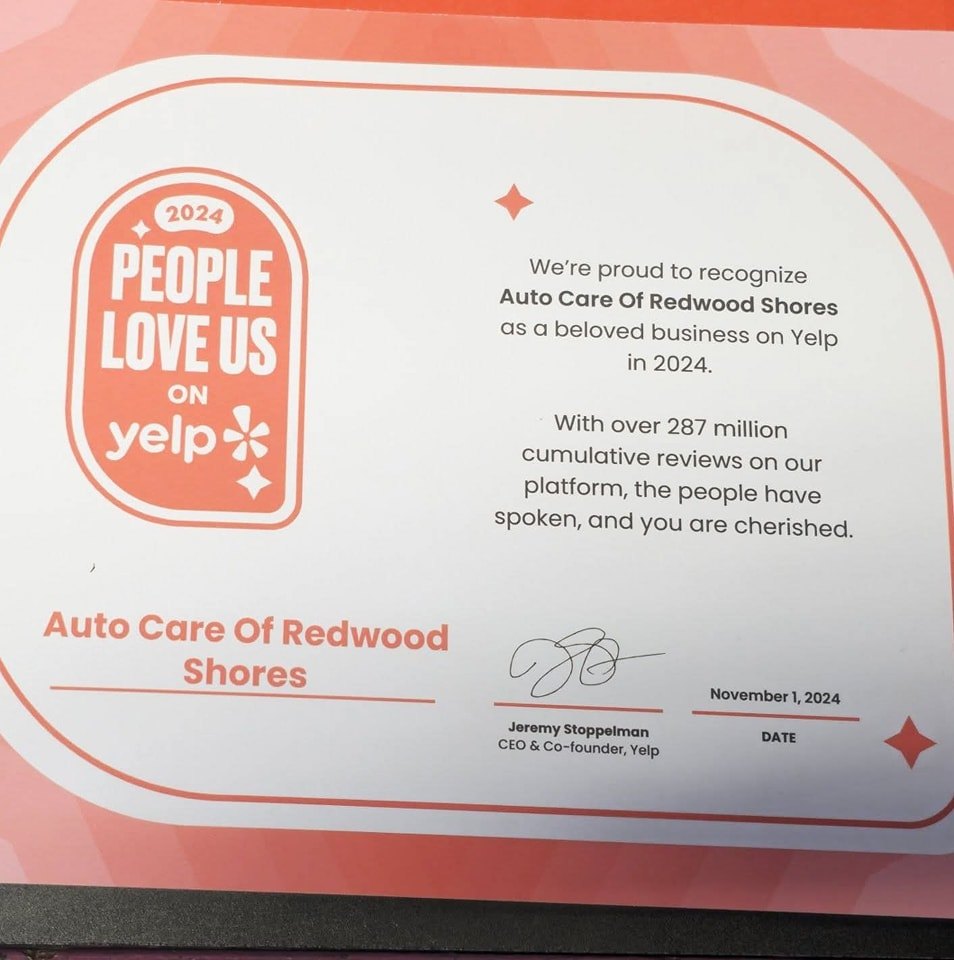 2024
PEOPLE
LOVE US
ON
yelp
We're proud to recognize
Auto Care Of Redwood Shores
as a beloved business on Yelp
in 2024.
With over 287 million
cumulative reviews on our
platform, the people have
spoken, and you are cherished.
Auto Care Of Redwood
Shores
Jeremy Stoppelman
CEO & Co-founder, Yelp
November 1, 2024
DATE